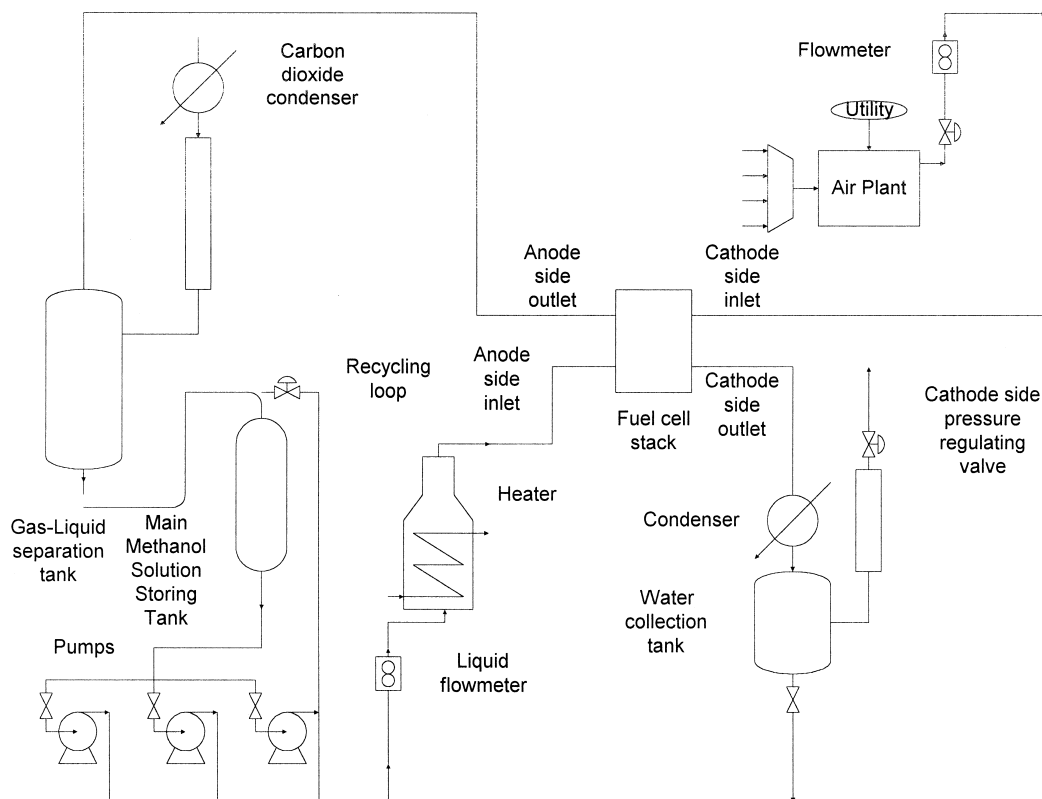 Carbon
dioxide
condenser
Flowmeter
Utility
Air Plant
Anode
side
outlet
Cathode
side
inlet
Recycling
loop
Anode
side
inlet
Fuel cell
stack
Cathode
side
outlet
Cathode side
pressure
regulating
valve
Heater
Condenser
Gas-Liquid
separation
tank
Main
Methanol
Solution
Storing
Tank
Water
collection
tank
Pumps
Liquid
flowmeter